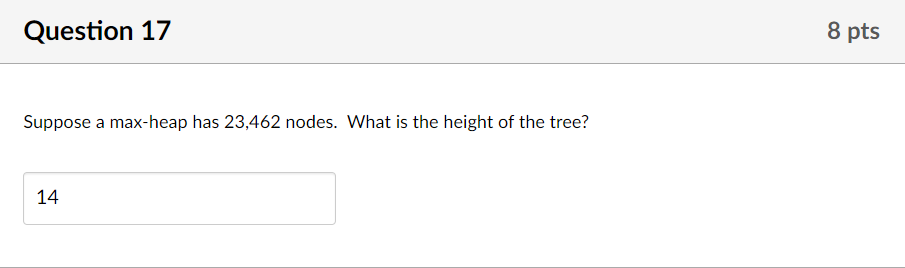 Question 17
8 pts
Suppose a max-heap has 23,462 nodes.  What is the height of the tree?
14